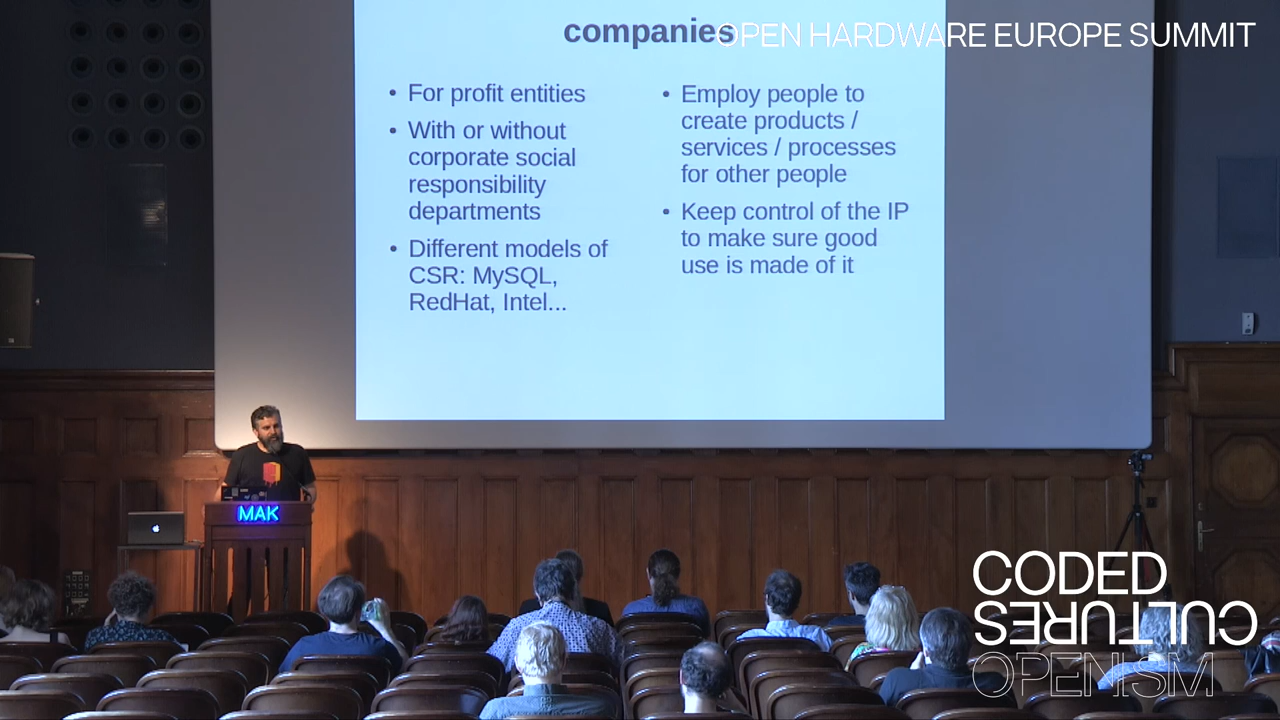 companies
OPEN HARDWARE EUROPE SUMMIT
• For profit entities
• With or without
corporate social
responsibility
departments
• Different models of
CSR: MySQL,
RedHat, Intel...
• Employ people to
create products /
services / processes
for other people
• Keep control of the IP
to make sure good
use is made of it
MAK
CODED
CULTURES
OPENISM